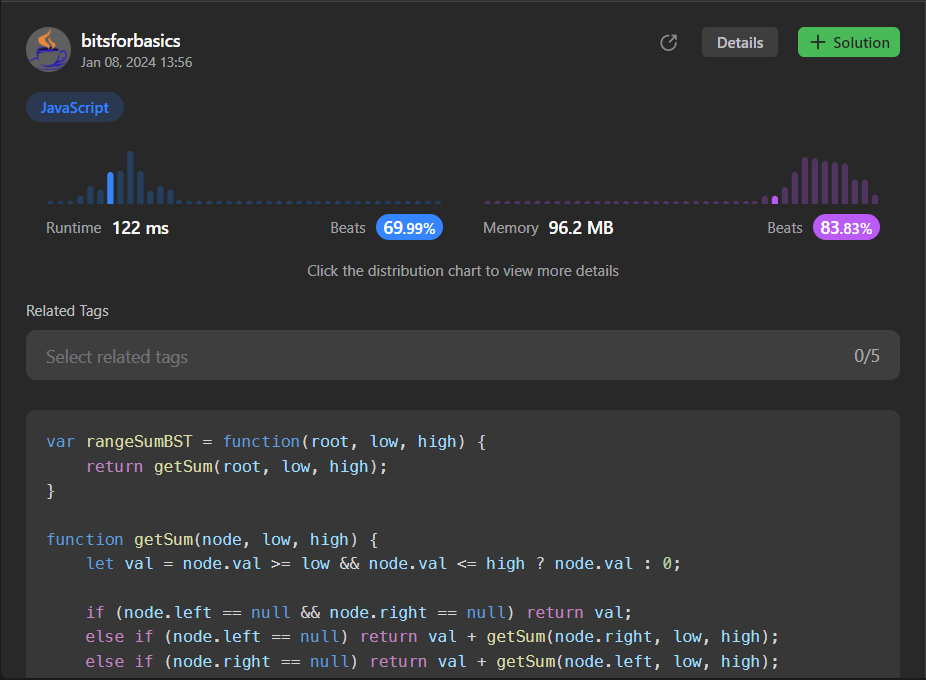 bitsforbasics
Jan 08, 2024 13:56
Details
+ Solution
JavaScript
Runtime 122 ms
Beats 69.99%
Memory 96.2 MB
Beats 83.83%
Click the distribution chart to view more details
Related Tags
Select related tags 0/5
var rangeSumBST = function(root, low, high) {
    return getSum(root, low, high);
}

function getSum(node, low, high) {
    let val = node.val >= low && node.val <= high ? node.val : 0;

    if (node.left == null && node.right == null) return val;
    else if (node.left == null) return val + getSum(node.right, low, high);
    else if (node.right == null) return val + getSum(node.left, low, high);